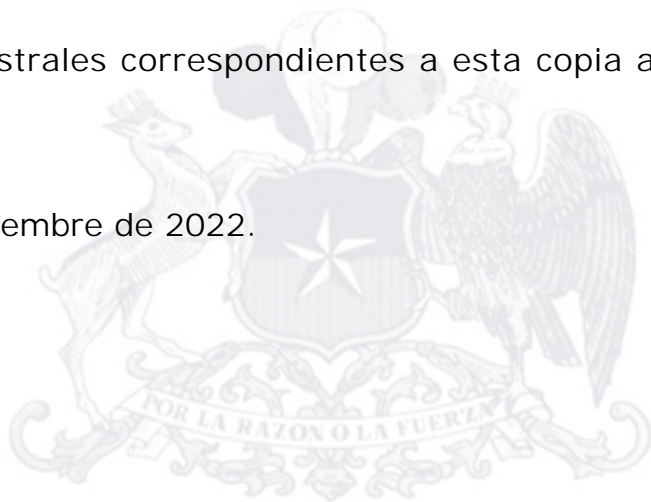 strales correspondientes a esta copia a
embre de 2022.
POR LA RAZON O LA FUERZA